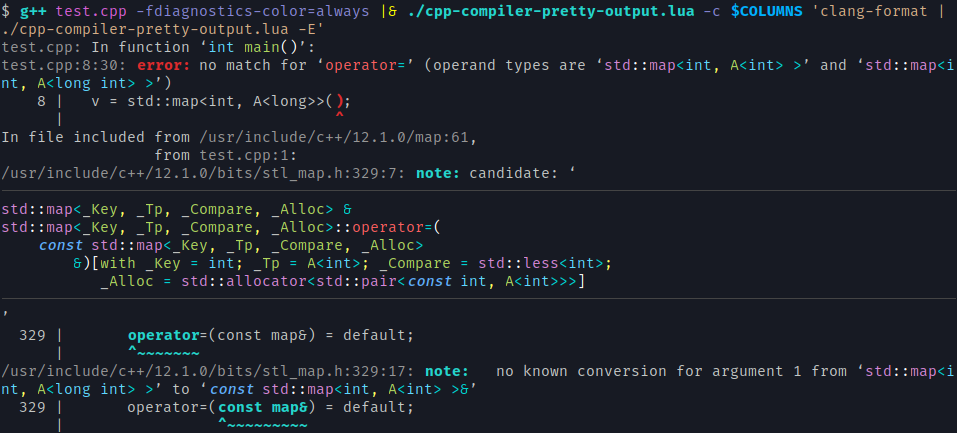 $ g++ test.cpp -fdiagnostics-color=always |& ./cpp-compiler-pretty-output.lua -c $COLUMNS 'clang-format |
./cpp-compiler-pretty-output.lua -E'
test.cpp: In function ‘int main()’:
test.cpp:8:30: error: no match for ‘operator=’ (operand types are ‘std::map<int, A<int> >’ and ‘std::map<i
nt, A<long int> >’)
    8 |   v = std::map<int, A<long>>();
      |                              ^
In file included from /usr/include/c++/12.1.0/map:61,
                 from test.cpp:1:
/usr/include/c++/12.1.0/bits/stl_map.h:329:7: note: candidate: ‘
std::map<_Key, _Tp, _Compare, _Alloc> &
std::map<_Key, _Tp, _Compare, _Alloc>::operator=(
    const std::map<_Key, _Tp, _Compare, _Alloc>
        &)[with _Key = int; _Tp = A<int>; _Compare = std::less<int>;
           _Alloc = std::allocator<std::pair<const int, A<int>>>]
’
  329 |       operator=(const map&) = default;
      |       ^~~~~~~~
/usr/include/c++/12.1.0/bits/stl_map.h:329:17: note:   no known conversion for argument 1 from ‘std::map<i
nt, A<long int> >’ to ‘const std::map<int, A<int> >&’
  329 |       operator=(const map&) = default;
      |                 ^~~~~~~~~~